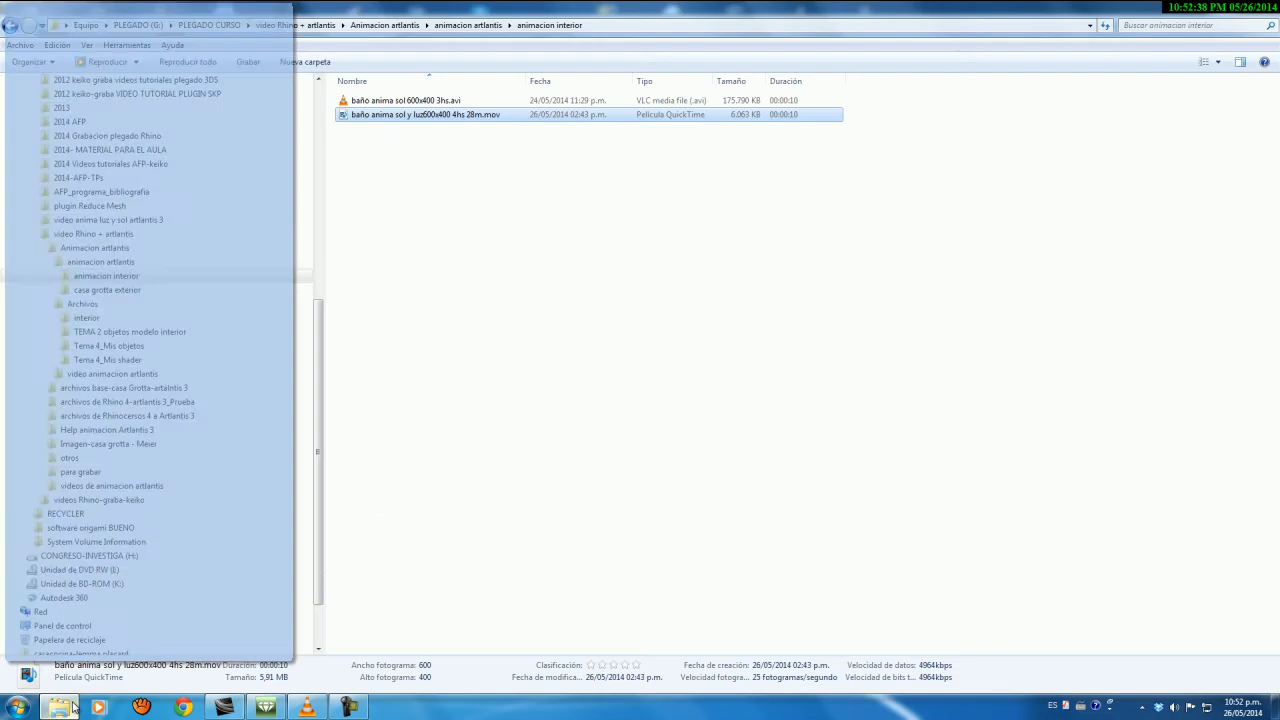 10:52:38 PM 05/26/2014
Equipo ▸ PLEGADO (G:) ▸ PLEGADO CURSO ▸ video Rhino + artlantis ▸ Animacion artlantis ▸ animacion artlantis ▸ animacion interior
Buscar animacion interior
Archivo Edición Ver Herramientas Ayuda
Organizar Reproducir Reproducir todo Grabar Nueva carpeta
Nombre Fecha Tipo Tamaño Duración
baño anima sol 600x400 3hs.avi 24/05/2014 11:29 p.m. VLC media file (.avi) 175.790 KB 00:00:10
baño anima sol y luz600x400 4hs 28m.mov 26/05/2014 02:43 p.m. Película QuickTime 6.063 KB 00:00:10
2012 keiko graba videos tutoriales plegado 3DS
2012 keiko-graba VIDEO TUTORIAL PLUGIN SKP
2013
2014 AFP
2014 Grabacion plegado Rhino
2014- MATERIAL PARA EL AULA
2014 Videos tutoriales AFP-keiko
2014-AFP-TPs
AFP_programa_bibliografia
plugin Reduce Mesh
video anima luz y sol artlantis 3
video Rhino + artlantis
Animacion artlantis
animacion artlantis
animacion interior
casa grotta exterior
Archivos
interior
TEMA 2 objetos modelo interior
Tema 4_Mis objetos
Tema 4_Mis shader
video animaciion artlantis
archivos base-casa Grotta-artalntis 3
archivos de Rhino 4-artlantis 3_Prueba
archivos de Rhinocersos 4 a Artlantis 3
Help animacion Artlantis 3
Imagen-casa grotta - Meier
otros
para grabar
videos de animacion artlantis
videos Rhino-graba-keiko
RECYCLER
software origami BUENO
System Volume Information
CONGRESO-INVESTIGA (H:)
Unidad de DVD RW (I:)
Unidad de BD-ROM (K:)
Autodesk 360
Red
Panel de control
Papelera de reciclaje
casacocina-lemma placard
baño anima sol y luz600x400 4hs 28m.mov Duración: 00:00:10 Ancho fotograma: 600 Clasificación: Fecha de creación: 26/05/2014 02:43 p.m. Velocidad de datos: 4964kbps
Película QuickTime Tamaño: 5,91 MB Alto fotograma: 400 Fecha de modifica... 26/05/2014 02:43 p.m. Velocidad fotogra... 25 fotogramas/segundo Velocidad de bits t... 4964kbps
ES 10:52 p.m.
26/05/2014